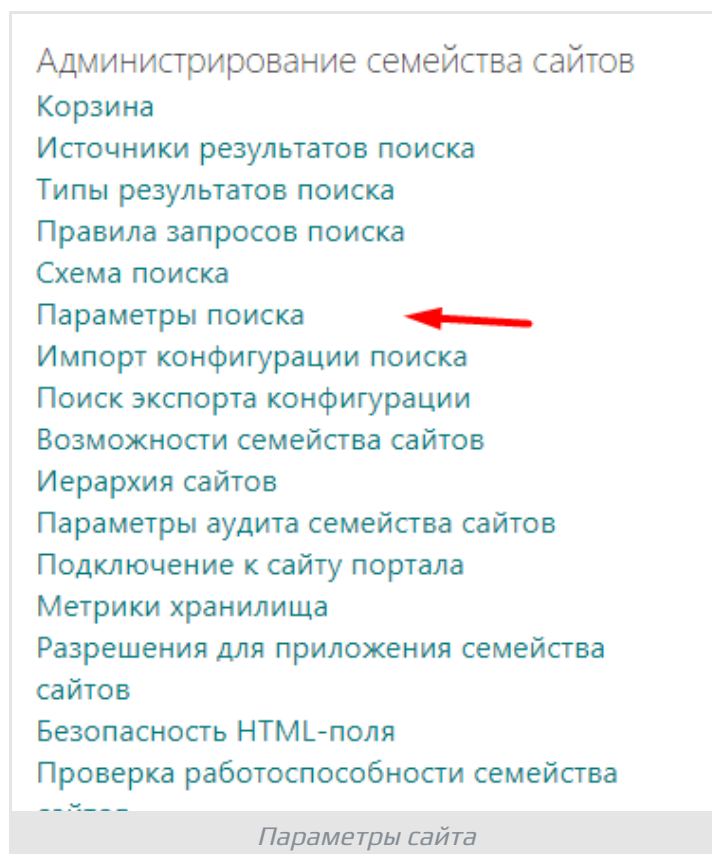 Администрирование семейства сайтов
Корзина
Источники результатов поиска
Типы результатов поиска
Правила запросов поиска
Схема поиска
Параметры поиска
Импорт конфигурации поиска
Поиск экспорта конфигурации
Возможности семейства сайтов
Иерархия сайтов
Параметры аудита семейства сайтов
Подключение к сайту портала
Метрики хранилища
Разрешения для приложения семейства
сайтов
Безопасность HTML-поля
Проверка работоспособности семейства
Параметры сайта